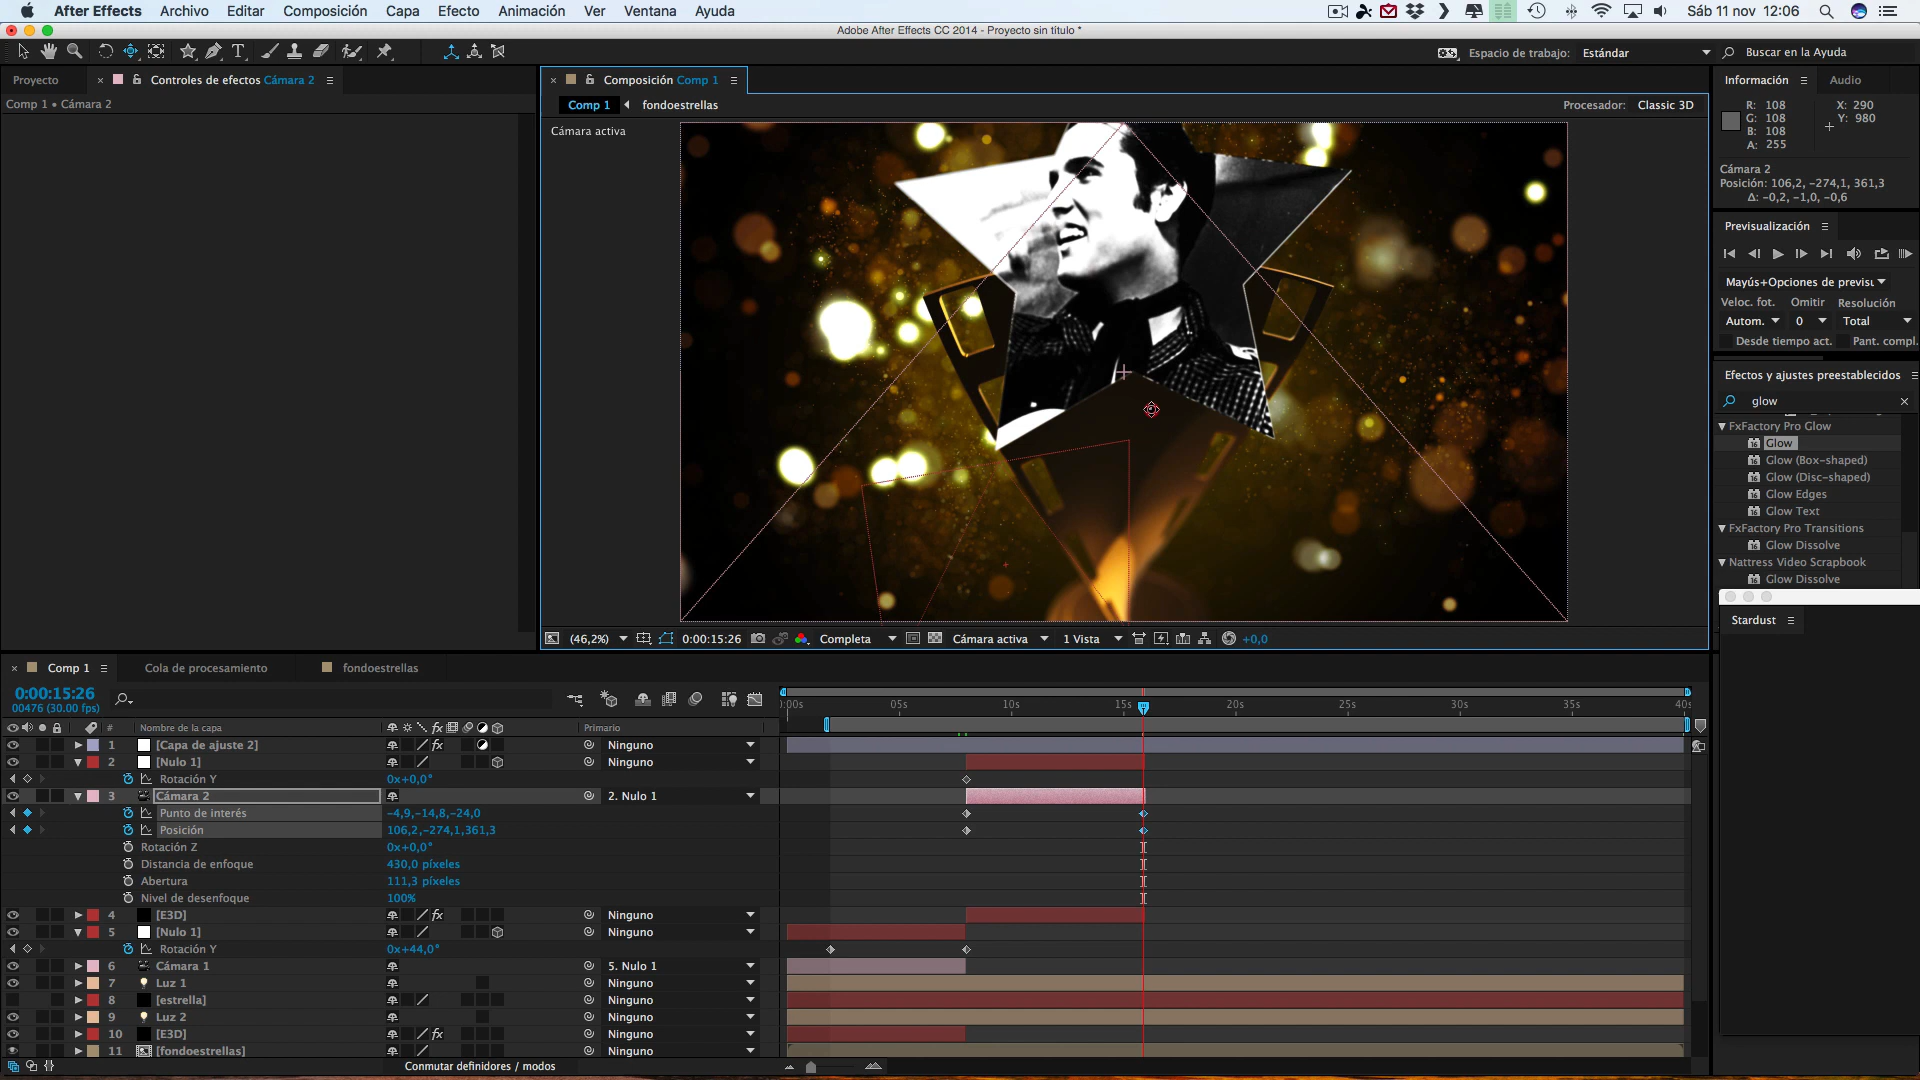 After Effects Archivo Editar Composición Capa Efecto Animación Ver Ventana Ayuda Sáb 11 nov 12:06
Adobe After Effects CC 2014 - Proyecto sin título *
Espacio de trabajo: Estándar Buscar en la Ayuda
Proyecto × Controles de efectos Cámara 2
Comp 1 • Cámara 2
× Composición Comp 1
Comp 1 fondoestrellas Procesador: Classic 3D
Cámara activa
(46,2%) 0:00:15:26 Completa Cámara activa 1 Vista +0,0
Información Audio
R: 108 X: 290
G: 108 Y: 980
B: 108
A: 255
Cámara 2
Posición: 106,2, -274,1, 361,3
Δ: -0,2, -1,0, -0,6
Previsualización
Mayús+Opciones de previsu
Veloc. fot. Omitir Resolución
Autom. 0 Total
Desde tiempo act. Pant. compl.
Efectos y ajustes preestablecidos
glow ×
FxFactory Pro Glow
Glow
Glow (Box-shaped)
Glow (Disc-shaped)
Glow Edges
Glow Text
FxFactory Pro Transitions
Glow Dissolve
Nattress Video Scrapbook
Glow Dissolve
Stardust
× Comp 1 Cola de procesamiento fondoestrellas
0:00:15:26
00476 (30.00 fps)
):00s 05s 10s 15s 20s 25s 30s 35s 40s
# Nombre de la capa fx Primario
1 [Capa de ajuste 2] fx Ninguno
2 [Nulo 1] Ninguno
Rotación Y 0x+0,0°
3 Cámara 2 2. Nulo 1
Punto de interés -4,9,-14,8,-24,0
Posición 106,2,-274,1,361,3
Rotación Z 0x+0,0°
Distancia de enfoque 430,0 píxeles
Abertura 111,3 píxeles
Nivel de desenfoque 100%
4 [E3D] fx Ninguno
5 [Nulo 1] Ninguno
Rotación Y 0x+44,0°
6 Cámara 1 5. Nulo 1
7 Luz 1 Ninguno
8 [estrella] Ninguno
9 Luz 2 Ninguno
10 [E3D] fx Ninguno
11 [fondoestrellas] Ninguno
Conmutar definidores / modos